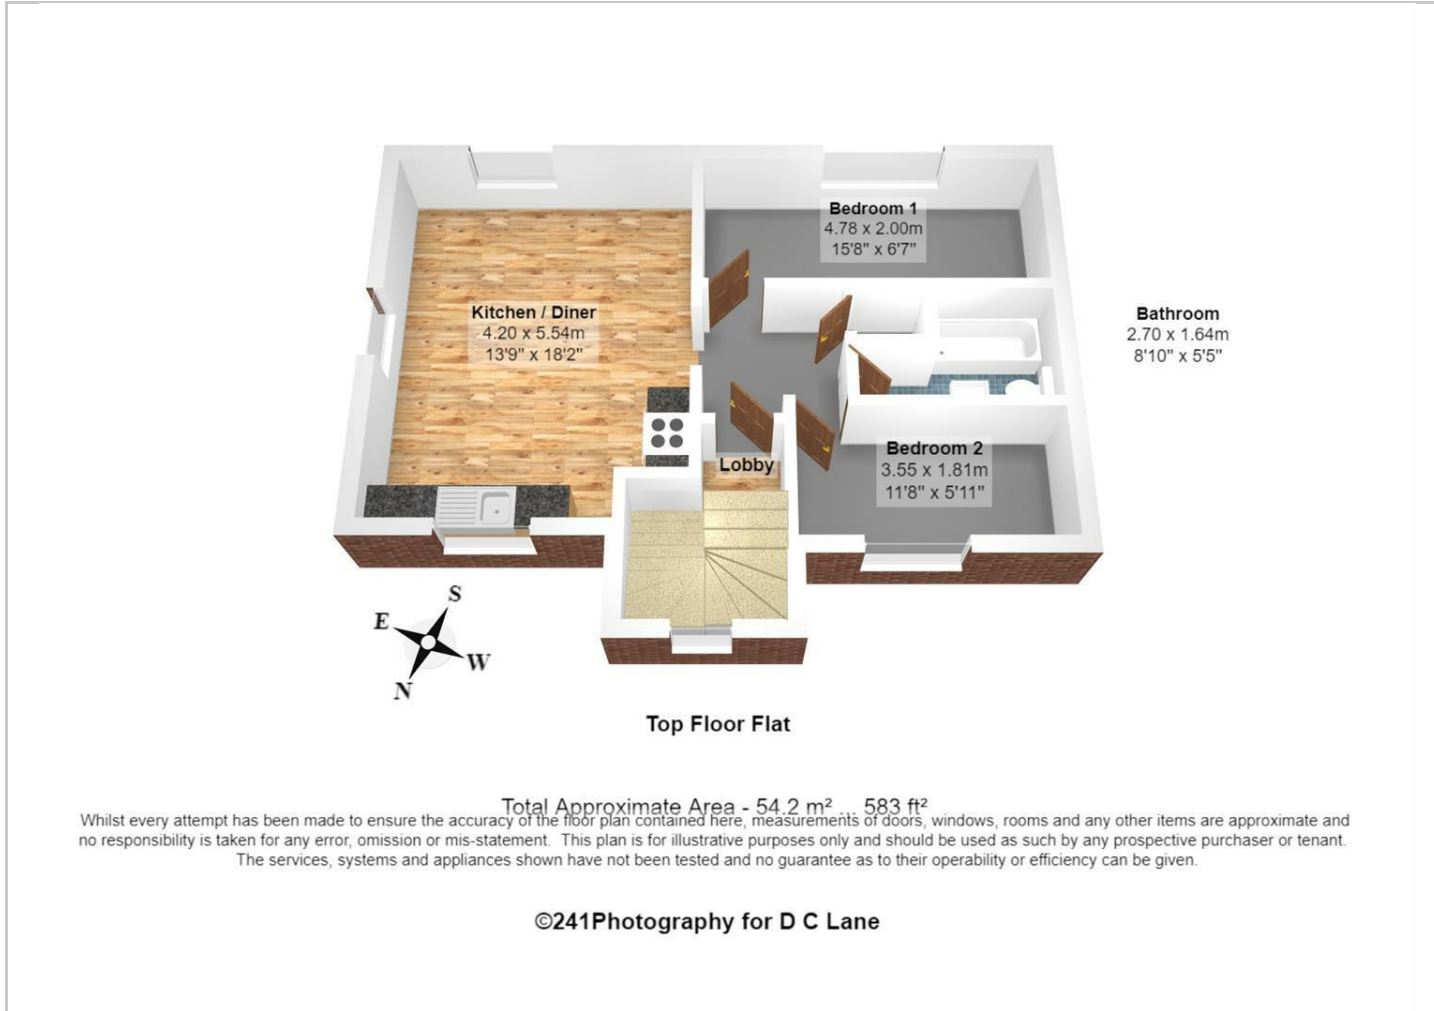 Bedroom 1
4.78 x 2.00m
15'8" x 6'7"
Kitchen / Diner
4.20 x 5.54m
13'9" x 18'2"
Bathroom
2.70 x 1.64m
8'10" x 5'5"
Bedroom 2
3.55 x 1.81m
11'8" x 5'11"
Lobby
S
E
W
N
Top Floor Flat
Total Approximate Area - 54.2 m² ... 583 ft²
Whilst every attempt has been made to ensure the accuracy of the floor plan contained here, measurements of doors, windows, rooms and any other items are approximate and
no responsibility is taken for any error, omission or mis-statement. This plan is for illustrative purposes only and should be used as such by any prospective purchaser or tenant.
The services, systems and appliances shown have not been tested and no guarantee as to their operability or efficiency can be given.
©241Photography for D C Lane